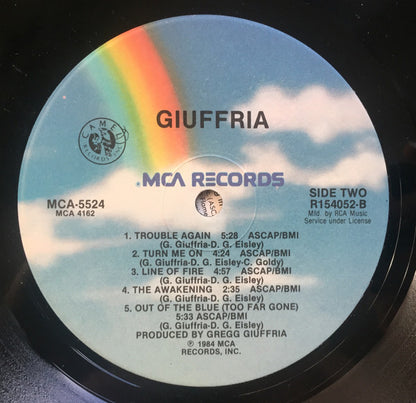 GIUFFRIA
CAMEL
RECORDS
MCA RECORDS
MCA-5524
MCA 4162
SIDE TWO
R154052-B
Mfd. by RCA Music
Service under License
1. TROUBLE AGAIN 5:28 ASCAP/BMI
(G. Giuffria-D. G. Eisley)
2. TURN ME ON 4:24 ASCAP/BMI
(G. Giuffria-D. G. Eisley-C. Goldy)
3. LINE OF FIRE 4:57 ASCAP/BMI
(G. Giuffria-D. G. Eisley)
4. THE AWAKENING 2:35 ASCAP/BMI
(G. Giuffria-D. G. Eisley)
5. OUT OF THE BLUE (TOO FAR GONE)
5:33 ASCAP/BMI
(G. Giuffria-D. G. Eisley)
PRODUCED BY GREGG GIUFFRIA
℗ 1984 MCA
RECORDS, INC.